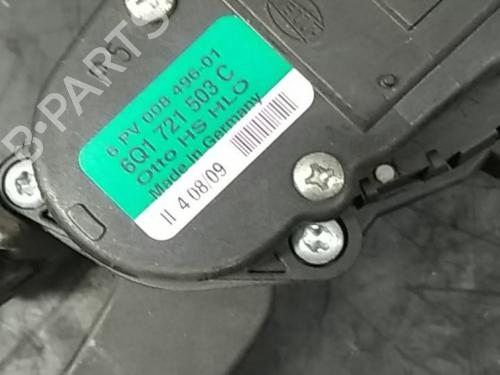 B-PARTS
15
6 PV 008 496-01
6Q1 721 503 C
Otto HS HLO
Made in Germany
II 4 08/09